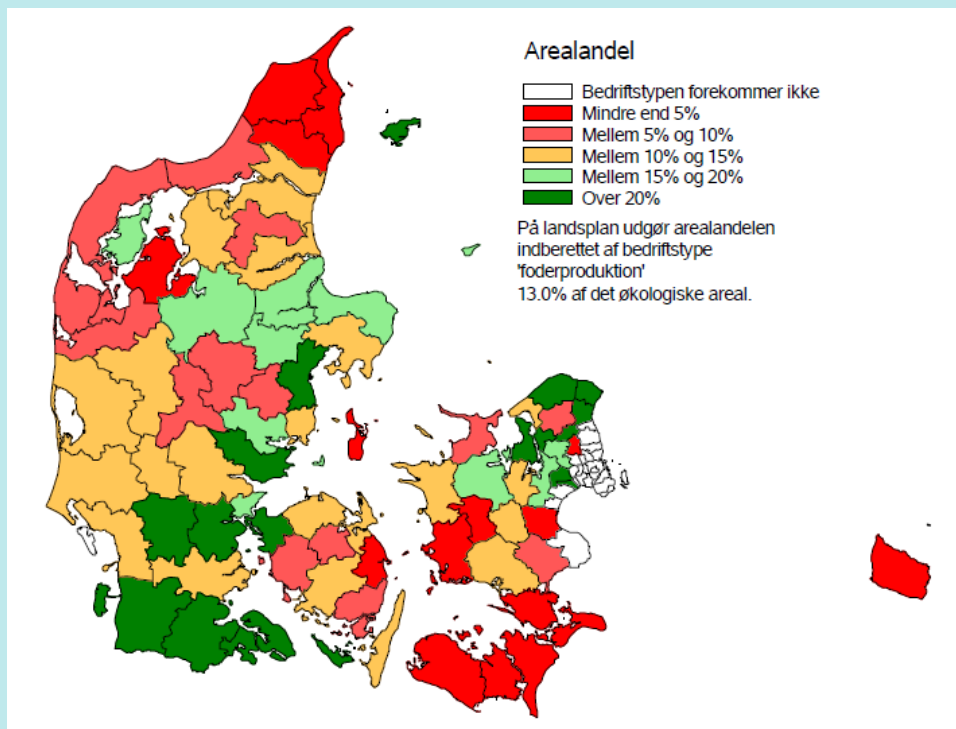 Arealandel
Bedriftstypen forekommer ikke
Mindre end 5%
Mellem 5% og 10%
Mellem 10% og 15%
Mellem 15% og 20%
Over 20%
På landsplan udgør arealandelen
indberettet af bedriftstype
'foderproduktion'
13.0% af det økologiske areal.